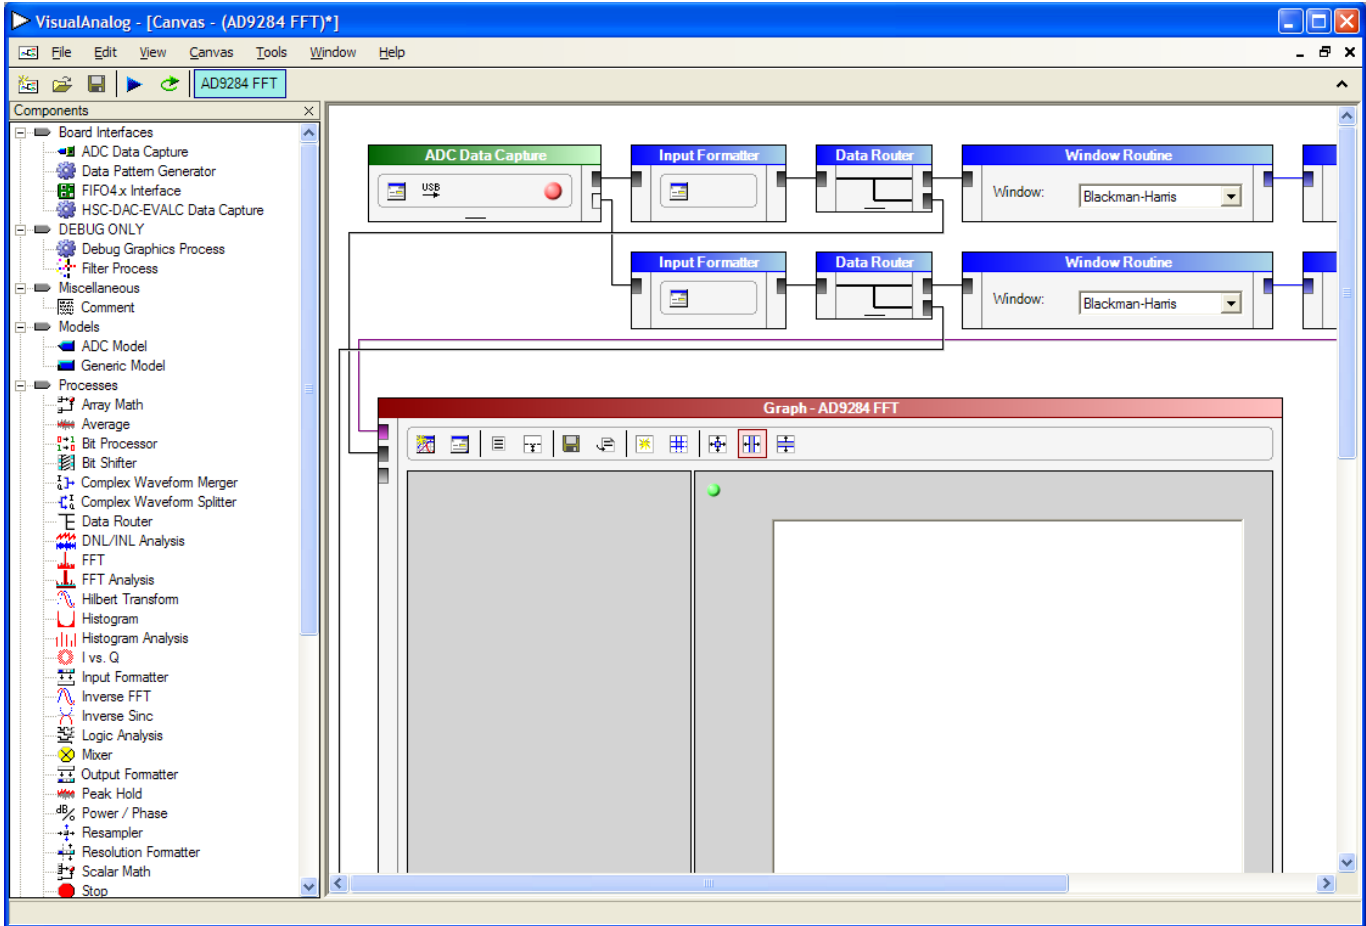 VisualAnalog - [Canvas - (AD9284 FFT)*]
File Edit View Canvas Tools Window Help
AD9284 FFT
Components
Board Interfaces
ADC Data Capture
Data Pattern Generator
FIFO4.x Interface
HSC-DAC-EVALC Data Capture
DEBUG ONLY
Debug Graphics Process
Filter Process
Miscellaneous
Comment
Models
ADC Model
Generic Model
Processes
Array Math
Average
Bit Processor
Bit Shifter
Complex Waveform Merger
Complex Waveform Splitter
Data Router
DNL/INL Analysis
FFT
FFT Analysis
Hilbert Transform
Histogram
Histogram Analysis
I vs. Q
Input Formatter
Inverse FFT
Inverse Sinc
Logic Analysis
Mixer
Output Formatter
Peak Hold
Power / Phase
Resampler
Resolution Formatter
Scalar Math
Stop
ADC Data Capture Input Formatter Data Router Window Routine
USB
Window: Blackman-Harris
Input Formatter Data Router Window Routine
Window: Blackman-Harris
Graph - AD9284 FFT